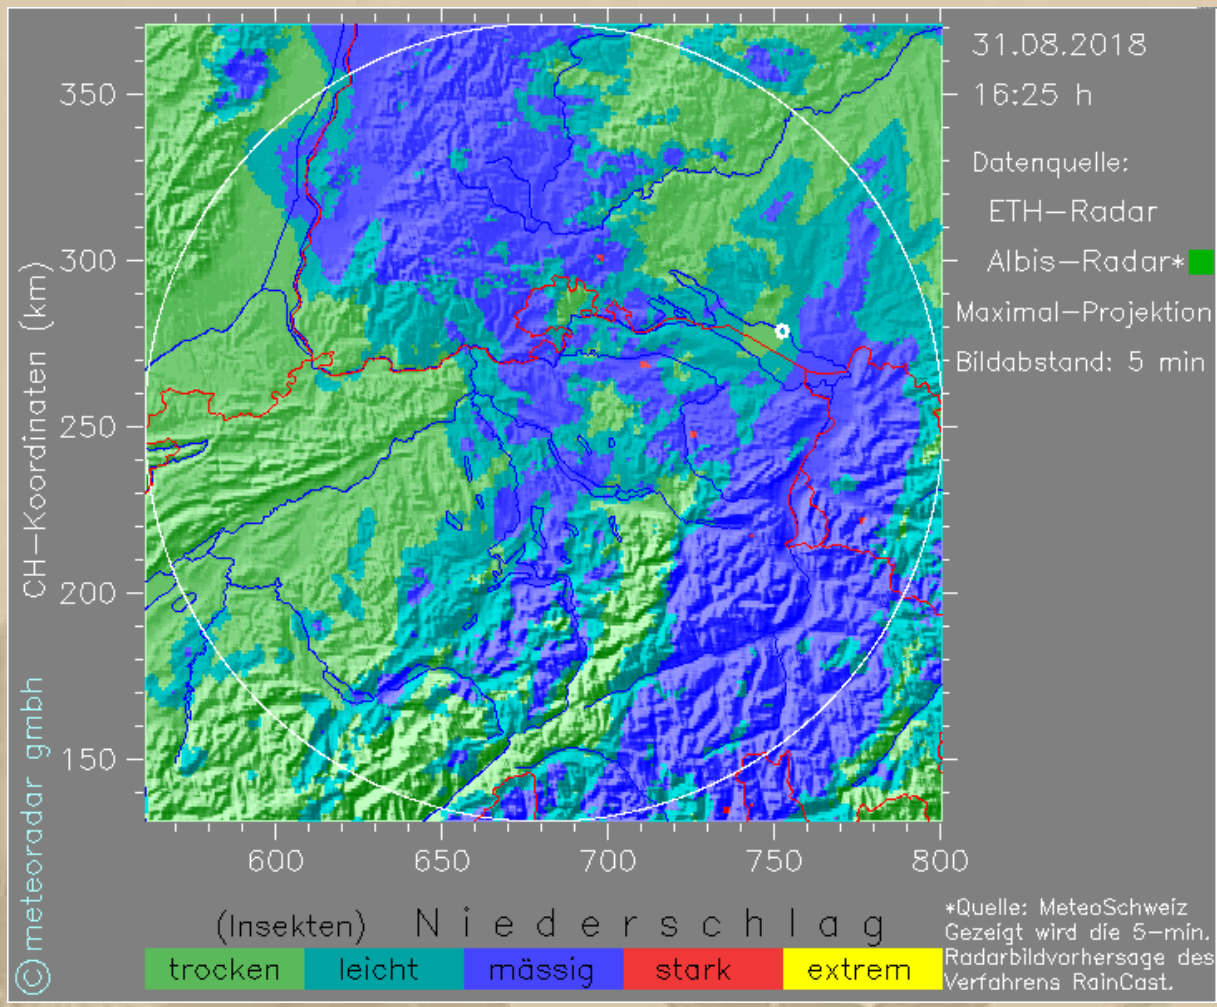 31.08.2018
16:25 h
Datenquelle:
ETH-Radar
Albis-Radar*
Maximal-Projektion
Bildabstand: 5 min
CH-Koordinaten (km)
350
300
250
200
150
600 650 700 750 800
© meteoradar gmbh
(Insekten) Niederschlag
trocken leicht mässig stark extrem
*Quelle: MeteoSchweiz
Gezeigt wird die 5-min.
Radarbildvorhersage des
Verfahrens RainCast.